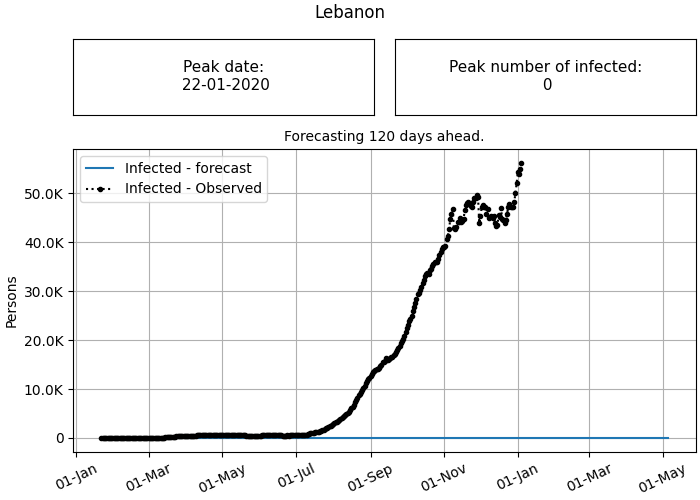 Lebanon
Peak date:
22-01-2020
Peak number of infected:
0
Forecasting 120 days ahead.
Infected - forecast
Infected - Observed
50.0K
40.0K
30.0K
20.0K
10.0K
0
Persons
01-Jan
01-Mar
01-May
01-Jul
01-Sep
01-Nov
01-Jan
01-Mar
01-May